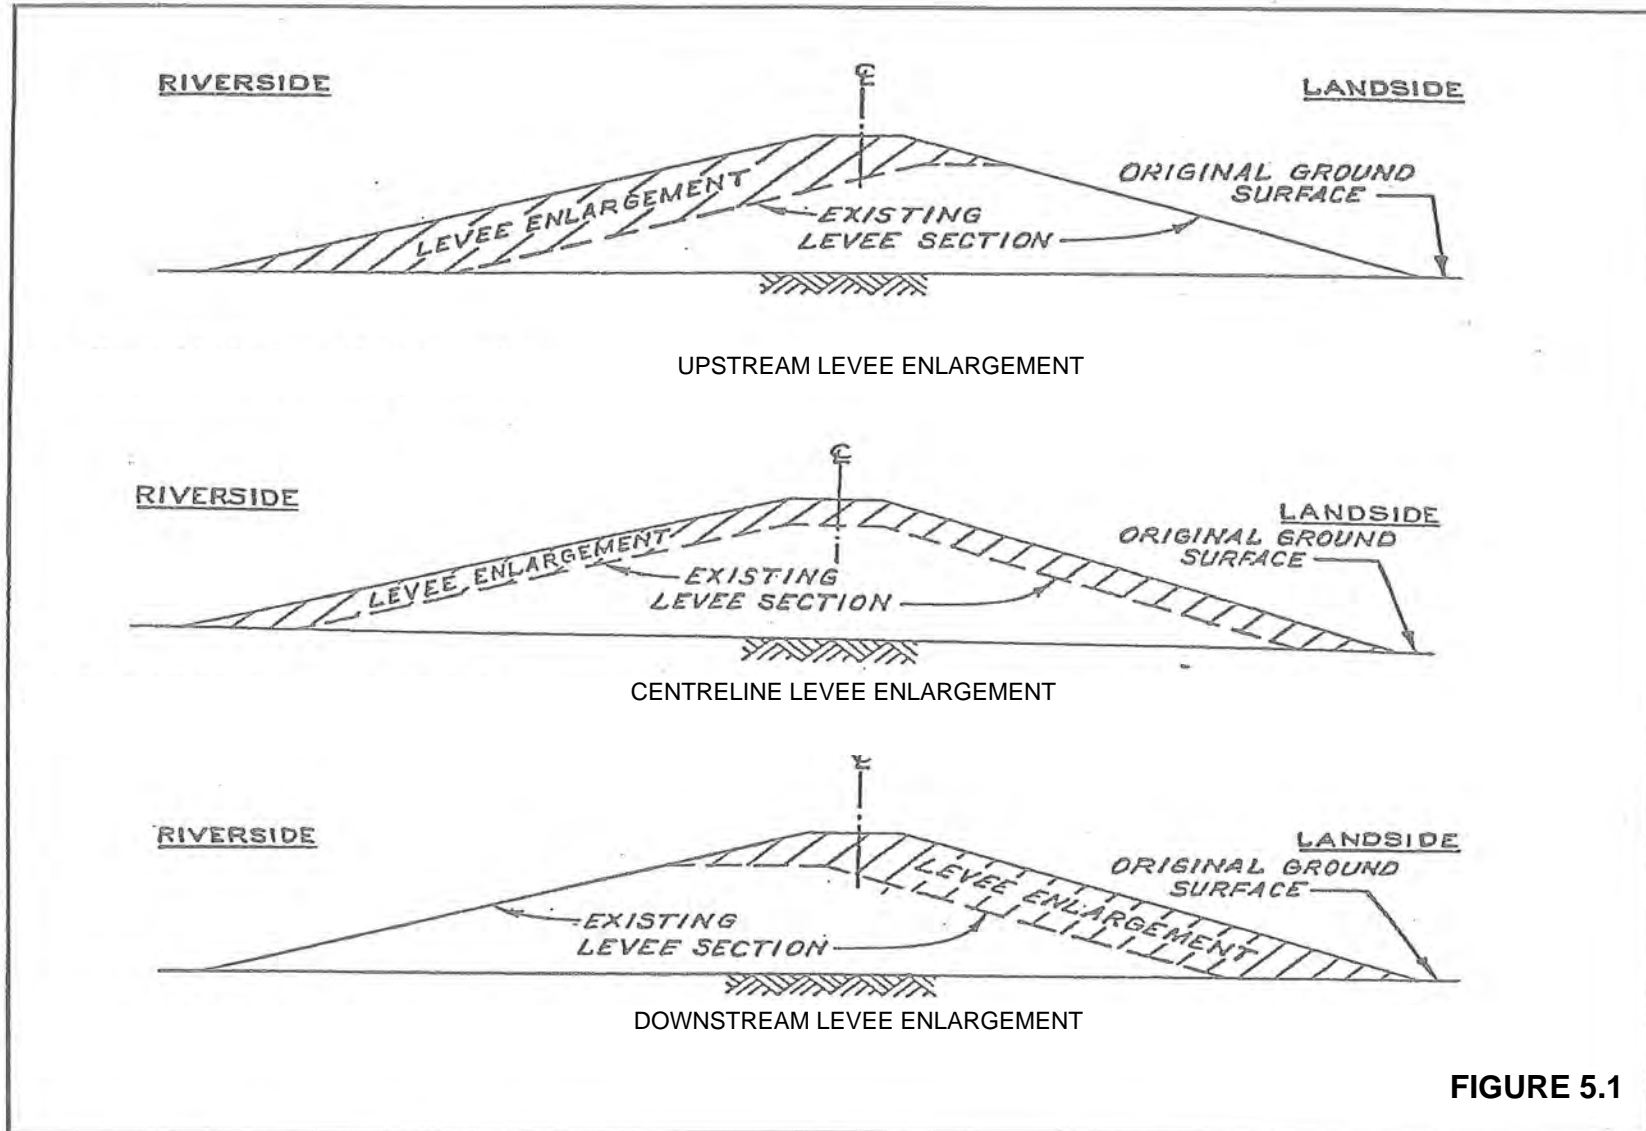 RIVERSIDE
℄
LANDSIDE
ORIGINAL GROUND
SURFACE
LEVEE ENLARGEMENT
EXISTING
LEVEE SECTION
UPSTREAM LEVEE ENLARGEMENT
RIVERSIDE
℄
LANDSIDE
ORIGINAL GROUND
SURFACE
LEVEE ENLARGEMENT
EXISTING
LEVEE SECTION
CENTRELINE LEVEE ENLARGEMENT
RIVERSIDE
℄
LANDSIDE
ORIGINAL GROUND
SURFACE
LEVEE ENLARGEMENT
EXISTING
LEVEE SECTION
DOWNSTREAM LEVEE ENLARGEMENT
FIGURE 5.1